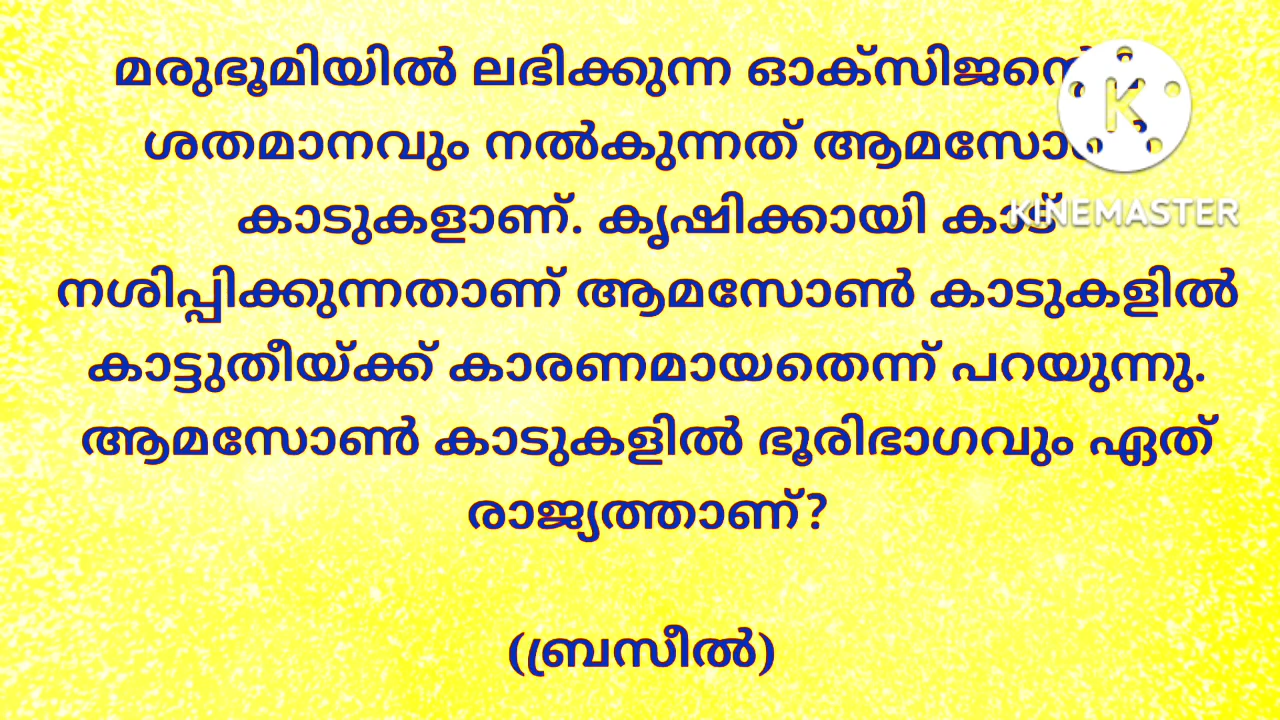 മരുഭൂമിയിൽ ലഭിക്കുന്ന
ശതമാനവും നൽകുന്നത്
കാടുകളാണ്. കൃഷിക്കായി കാട്
നശിപ്പിക്കുന്നതാണ് ആമസോൺ കാടുകളിൽ
കാട്ടുതീയ്ക്ക് കാരണമായതെന്ന് പറയുന്നു.
ആമസോൺ കാടുകളിൽ ഭൂരിഭാഗവും ഏത്
രാജ്യത്താണ്?
(ബ്രസീൽ)
K
KINEMASTER